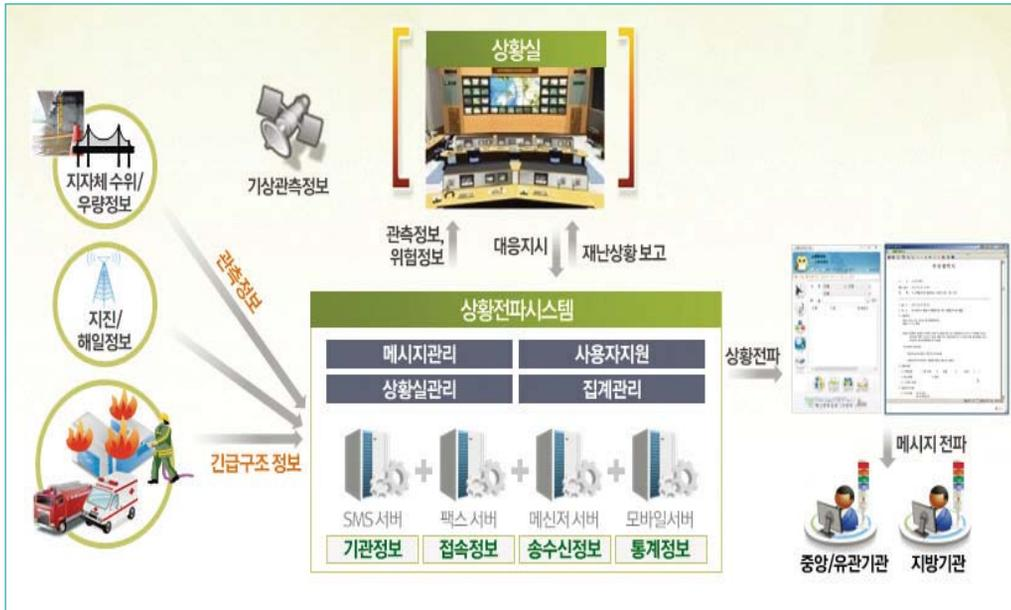 상황실
지자체 수위/
우량정보
기상관측정보
관측정보,
위험정보
대응지시
재난상황 보고
관측정보
지진/
해일정보
긴급구조 정보
상황전파시스템
메시지관리
사용자지원
상황실관리
집계관리
SMS 서버
팩스 서버
메신저 서버
모바일서버
기관정보
접속정보
송수신정보
통계정보
상황전파
메시지 전파
중앙/유관기관
지방기관